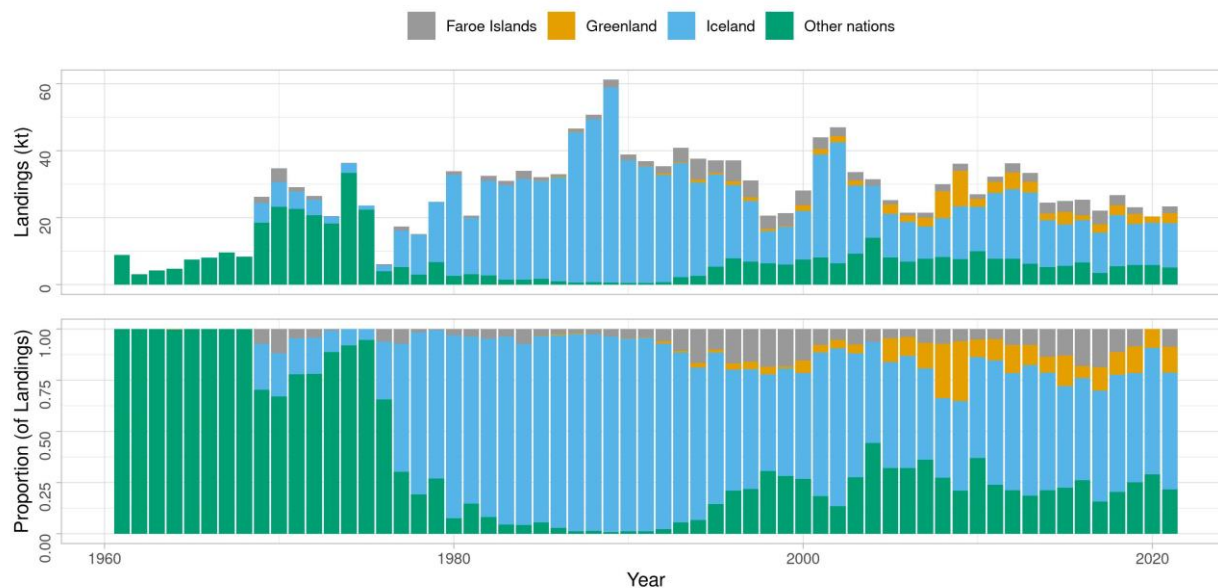 Faroe Islands Greenland Iceland Other nations
Landings (kt)
60
40
20
0
Proportion (of Landings)
1.00
0.75
0.50
0.25
0.00
1960 1980 2000 2020
Year